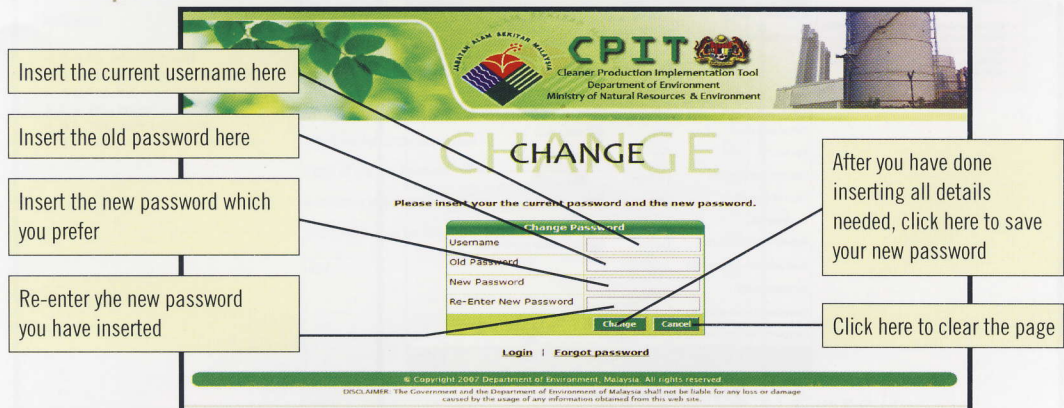 JABATAN ALAM SEKITAR MALAYSIA
CPIT
Cleaner Production Implementation Tool
Department of Environment
Ministry of Natural Resources & Environment
Insert the current username here
Insert the old password here
Insert the new password which
you prefer
Re-enter yhe new password
you have inserted
CHANGE
CHANGE
Please insert your the current password and the new password.
Change Password
Username
Old Password
New Password
Re-Enter New Password
Change Cancel
Login | Forgot password
After you have done
inserting all details
needed, click here to save
your new password
Click here to clear the page
© Copyright 2007 Department of Environment, Malaysia. All rights reserved.
DISCLAIMER: The Government and the Department of Environment of Malaysia shall not be liable for any loss or damage
caused by the usage of any information obtained from this web site.